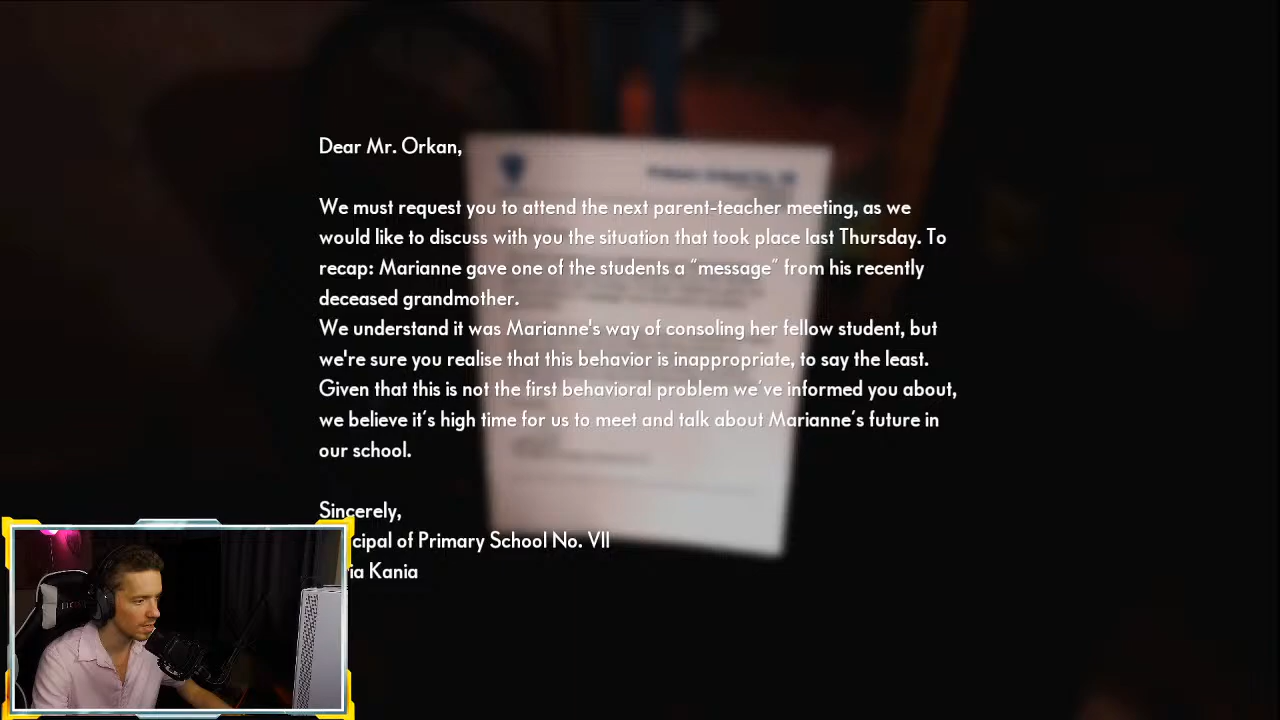 Dear Mr. Orkan,
We must request you to attend the next parent-teacher meeting, as we
would like to discuss with you the situation that took place last Thursday. To
recap: Marianne gave one of the students a "message" from his recently
deceased grandmother.
We understand it was Marianne's way of consoling her fellow student, but
we're sure you realise that this behavior is inappropriate, to say the least.
Given that this is not the first behavioral problem we've informed you about,
we believe it's high time for us to meet and talk about Marianne's future in
our school.
Sincerely,
of Primary School No. VII
Kania